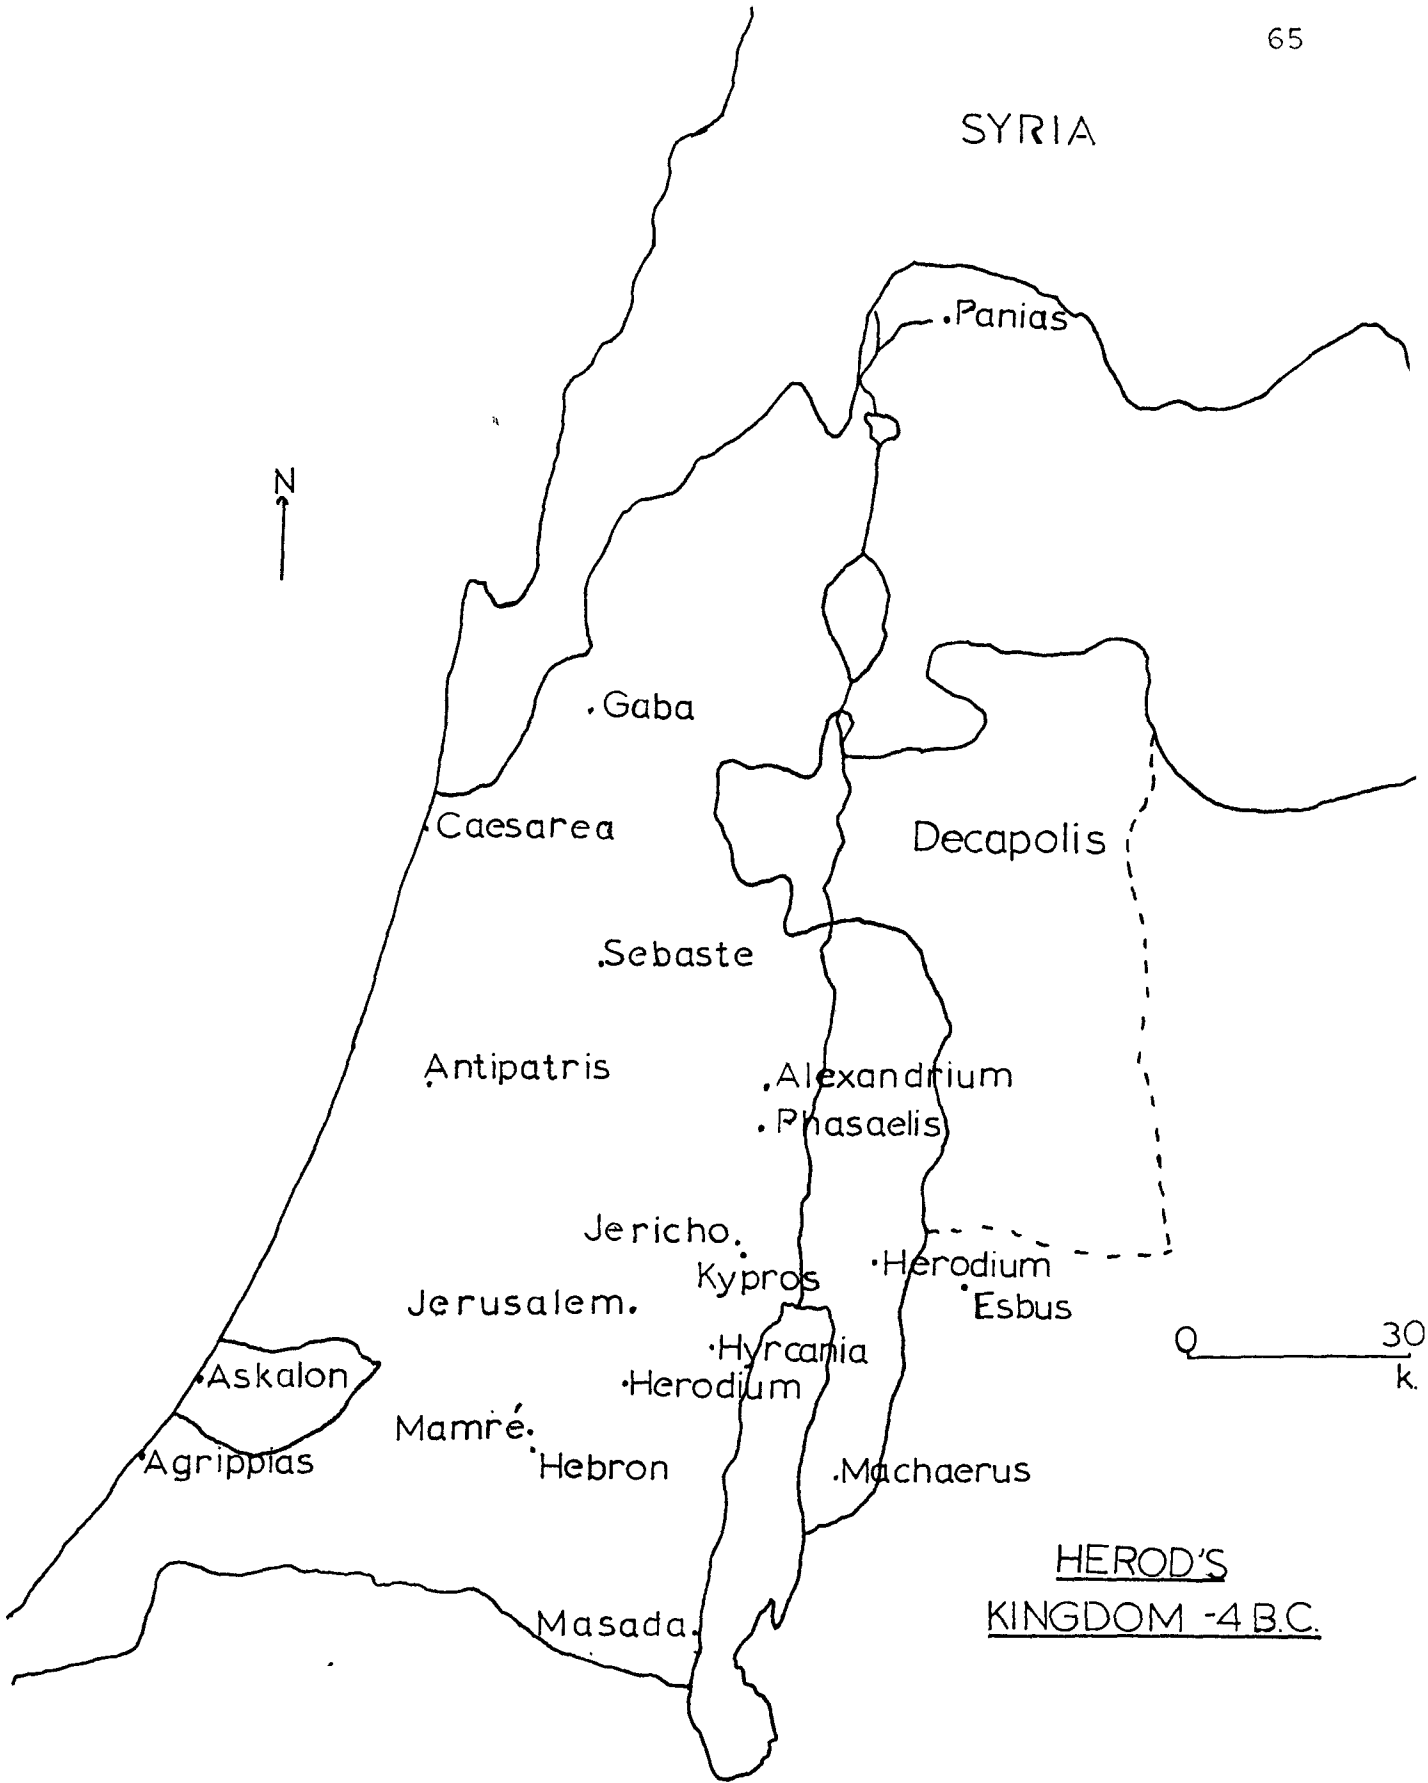 65
SYRIA
Panias
N
Gaba
Caesarea
Decapolis
Sebaste
Antipatris
Alexandrium
Phasaelis
Jericho
Kypros
Herodium
Esbus
Jerusalem
0 30
k.
Hyrcania
Askalon
Herodium
Mamré
Hebron
Agrippias
Machaerus
HEROD'S
KINGDOM -4 B.C.
Masada